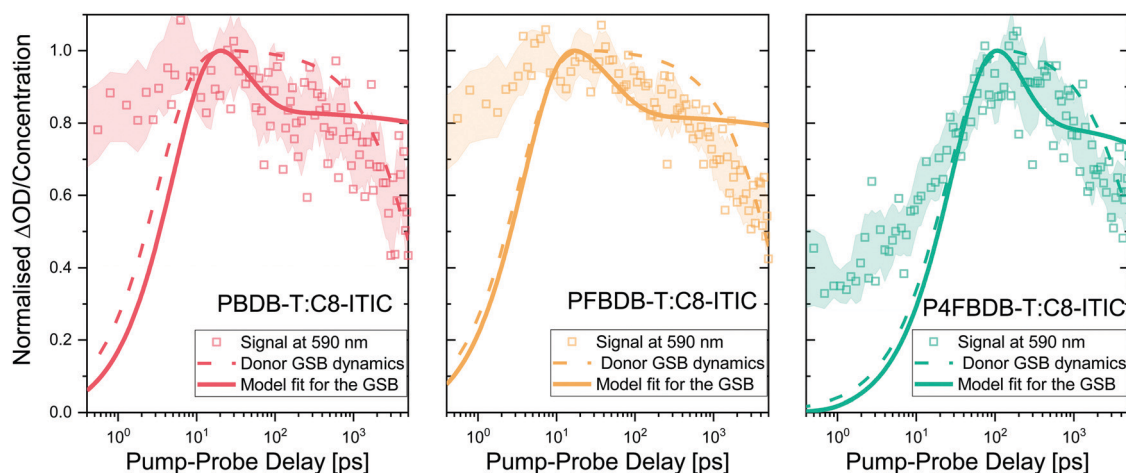 Normalised ΔOD/Concentration
1.0
0.8
0.6
0.4
0.2
0.0
PBDB-T:C8-ITIC
Signal at 590 nm
Donor GSB dynamics
Model fit for the GSB
10⁰ 10¹ 10² 10³
Pump-Probe Delay [ps]
PFBDB-T:C8-ITIC
Signal at 590 nm
Donor GSB dynamics
Model fit for the GSB
10⁰ 10¹ 10² 10³
Pump-Probe Delay [ps]
P4FBDB-T:C8-ITIC
Signal at 590 nm
Donor GSB dynamics
Model fit for the GSB
10⁰ 10¹ 10² 10³
Pump-Probe Delay [ps]